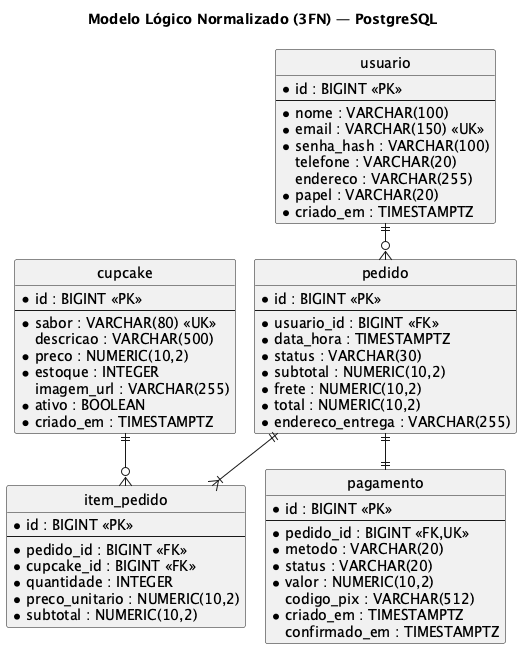 Modelo Lógico Normalizado (3FN) — PostgreSQL
usuario
id : BIGINT «PK»
nome : VARCHAR(100)
email : VARCHAR(150) «UK»
senha_hash : VARCHAR(100)
telefone : VARCHAR(20)
endereco : VARCHAR(255)
papel : VARCHAR(20)
criado_em : TIMESTAMPTZ
cupcake
id : BIGINT «PK»
sabor : VARCHAR(80) «UK»
descricao : VARCHAR(500)
preco : NUMERIC(10,2)
estoque : INTEGER
imagem_url : VARCHAR(255)
ativo : BOOLEAN
criado_em : TIMESTAMPTZ
pedido
id : BIGINT «PK»
usuario_id : BIGINT «FK»
data_hora : TIMESTAMPTZ
status : VARCHAR(30)
subtotal : NUMERIC(10,2)
frete : NUMERIC(10,2)
total : NUMERIC(10,2)
endereco_entrega : VARCHAR(255)
item_pedido
id : BIGINT «PK»
pedido_id : BIGINT «FK»
cupcake_id : BIGINT «FK»
quantidade : INTEGER
preco_unitario : NUMERIC(10,2)
subtotal : NUMERIC(10,2)
pagamento
id : BIGINT «PK»
pedido_id : BIGINT «FK,UK»
metodo : VARCHAR(20)
status : VARCHAR(20)
valor : NUMERIC(10,2)
codigo_pix : VARCHAR(512)
criado_em : TIMESTAMPTZ
confirmado_em : TIMESTAMPTZ